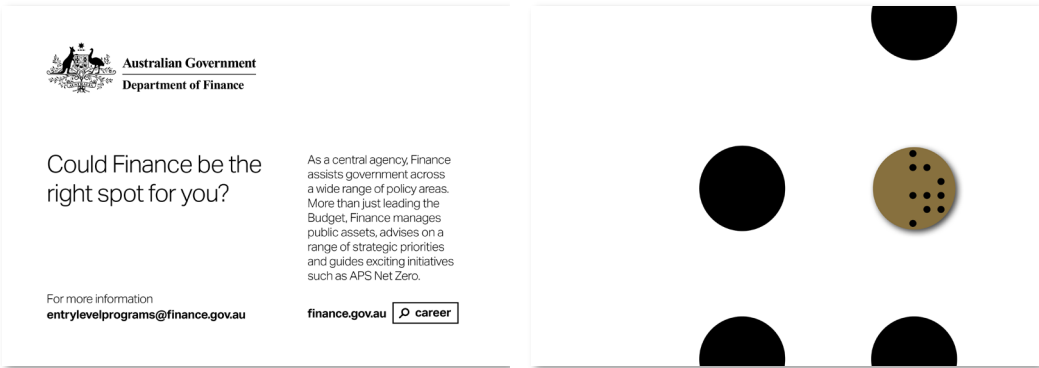 Australian Government
Department of Finance
Could Finance be the
right spot for you?
As a central agency, Finance
assists government across
a wide range of policy areas.
More than just leading the
Budget, Finance manages
public assets, advises on a
range of strategic priorities
and guides exciting initiatives
such as APS Net Zero.
For more information
entrylevelprograms@finance.gov.au
finance.gov.au career